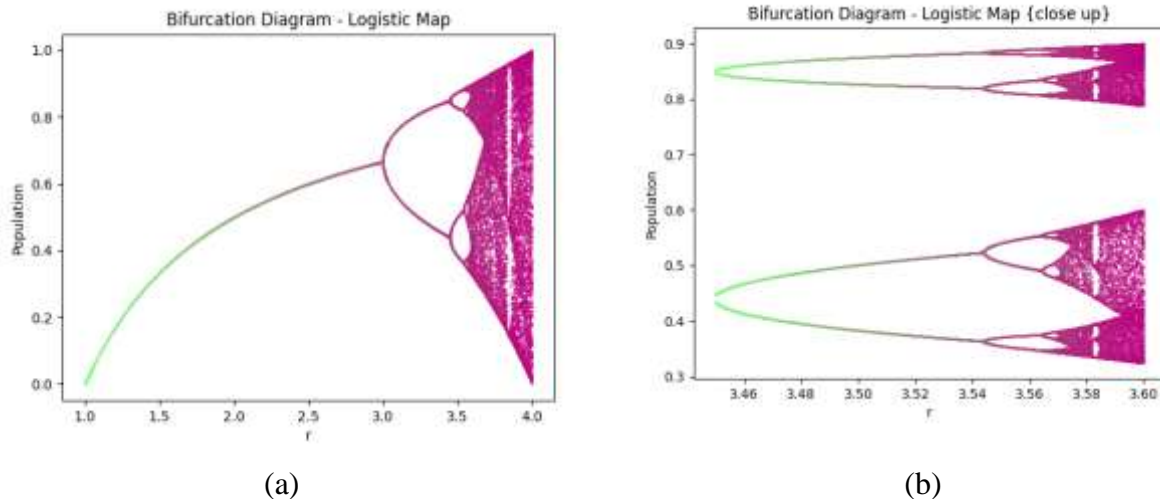 Bifurcation Diagram - Logistic Map
1.0
0.8
0.6
0.4
0.2
0.0
Population
1.0 1.5 2.0 2.5 3.0 3.5 4.0
r
(a)
Bifurcation Diagram - Logistic Map {close up}
0.9
0.8
0.7
0.6
0.5
0.4
0.3
Population
3.46 3.48 3.50 3.52 3.54 3.56 3.58 3.60
r
(b)